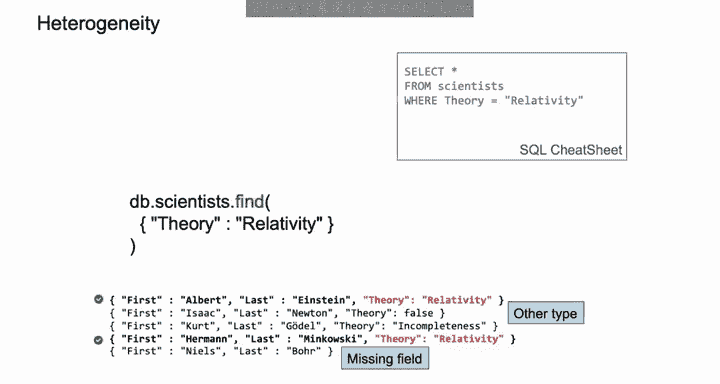 Heterogeneity
SELECT *
FROM scientists
WHERE Theory = "Relativity"
SQL CheatSheet
db.scientists.find(
{ "Theory" : "Relativity" }
)
{ "First" : "Albert", "Last" : "Einstein", "Theory": "Relativity" }
{ "First" : "Isaac", "Last" : "Newton", "Theory": false }
Other type
{ "First" : "Kurt", "Last" : "Gödel", "Theory": "Incompleteness" }
{ "First" : "Hermann", "Last" : "Minkowski", "Theory": "Relativity" }
{ "First" : "Niels", "Last" : "Bohr" }
Missing field